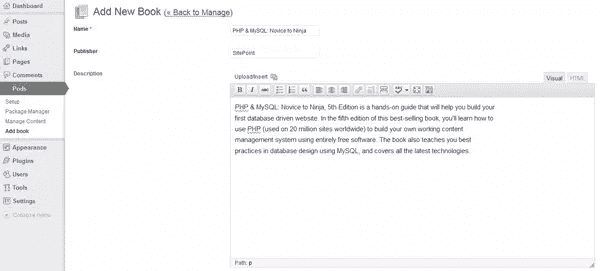 Dashboard
Posts
Media
Links
Pages
Comments
Pods
Setup
Package Manager
Manage Content
Add book
Appearance
Plugins
Users
Tools
Settings
Collapse menu
Add New Book (« Back to Manage)
Name *
PHP & MySQL: Novice to Ninja
Publisher
SitePoint
Description
Upload/Insert
Visual
HTML
B I ABC
PHP & MySQL: Novice to Ninja, 5th Edition is a hands-on guide that will help you build your
first database driven website. In the fifth edition of this best-selling book, you'll learn how to
use PHP (used on 20 million sites worldwide) to build your own working content
management system using entirely free software. The book also teaches you best
practices in database design using MySQL, and covers all the latest technologies.
Path: p